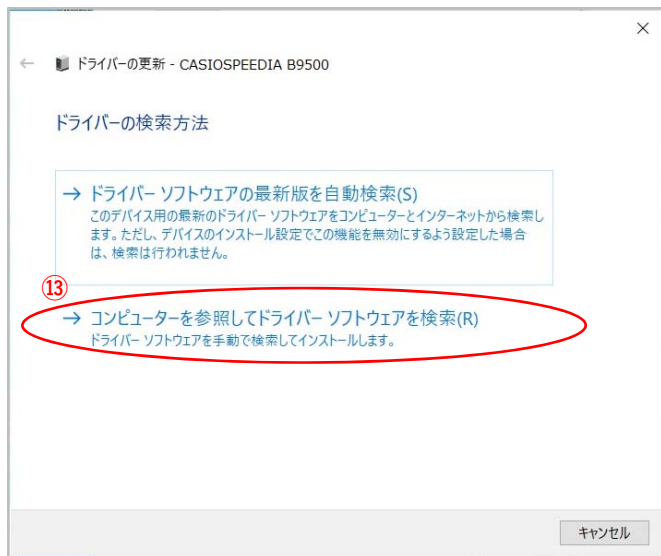 ドライバーの更新 - CASIOSPEEDIA B9500
ドライバーの検索方法
→ ドライバー ソフトウェアの最新版を自動検索(S)
このデバイス用の最新のドライバー ソフトウェアをコンピューターとインターネットから検索し
ます。ただし、デバイスのインストール設定でこの機能を無効にするよう設定した場合
は、検索は行われません。
⑬
→ コンピューターを参照してドライバー ソフトウェアを検索(R)
ドライバー ソフトウェアを手動で検索してインストールします。
キャンセル